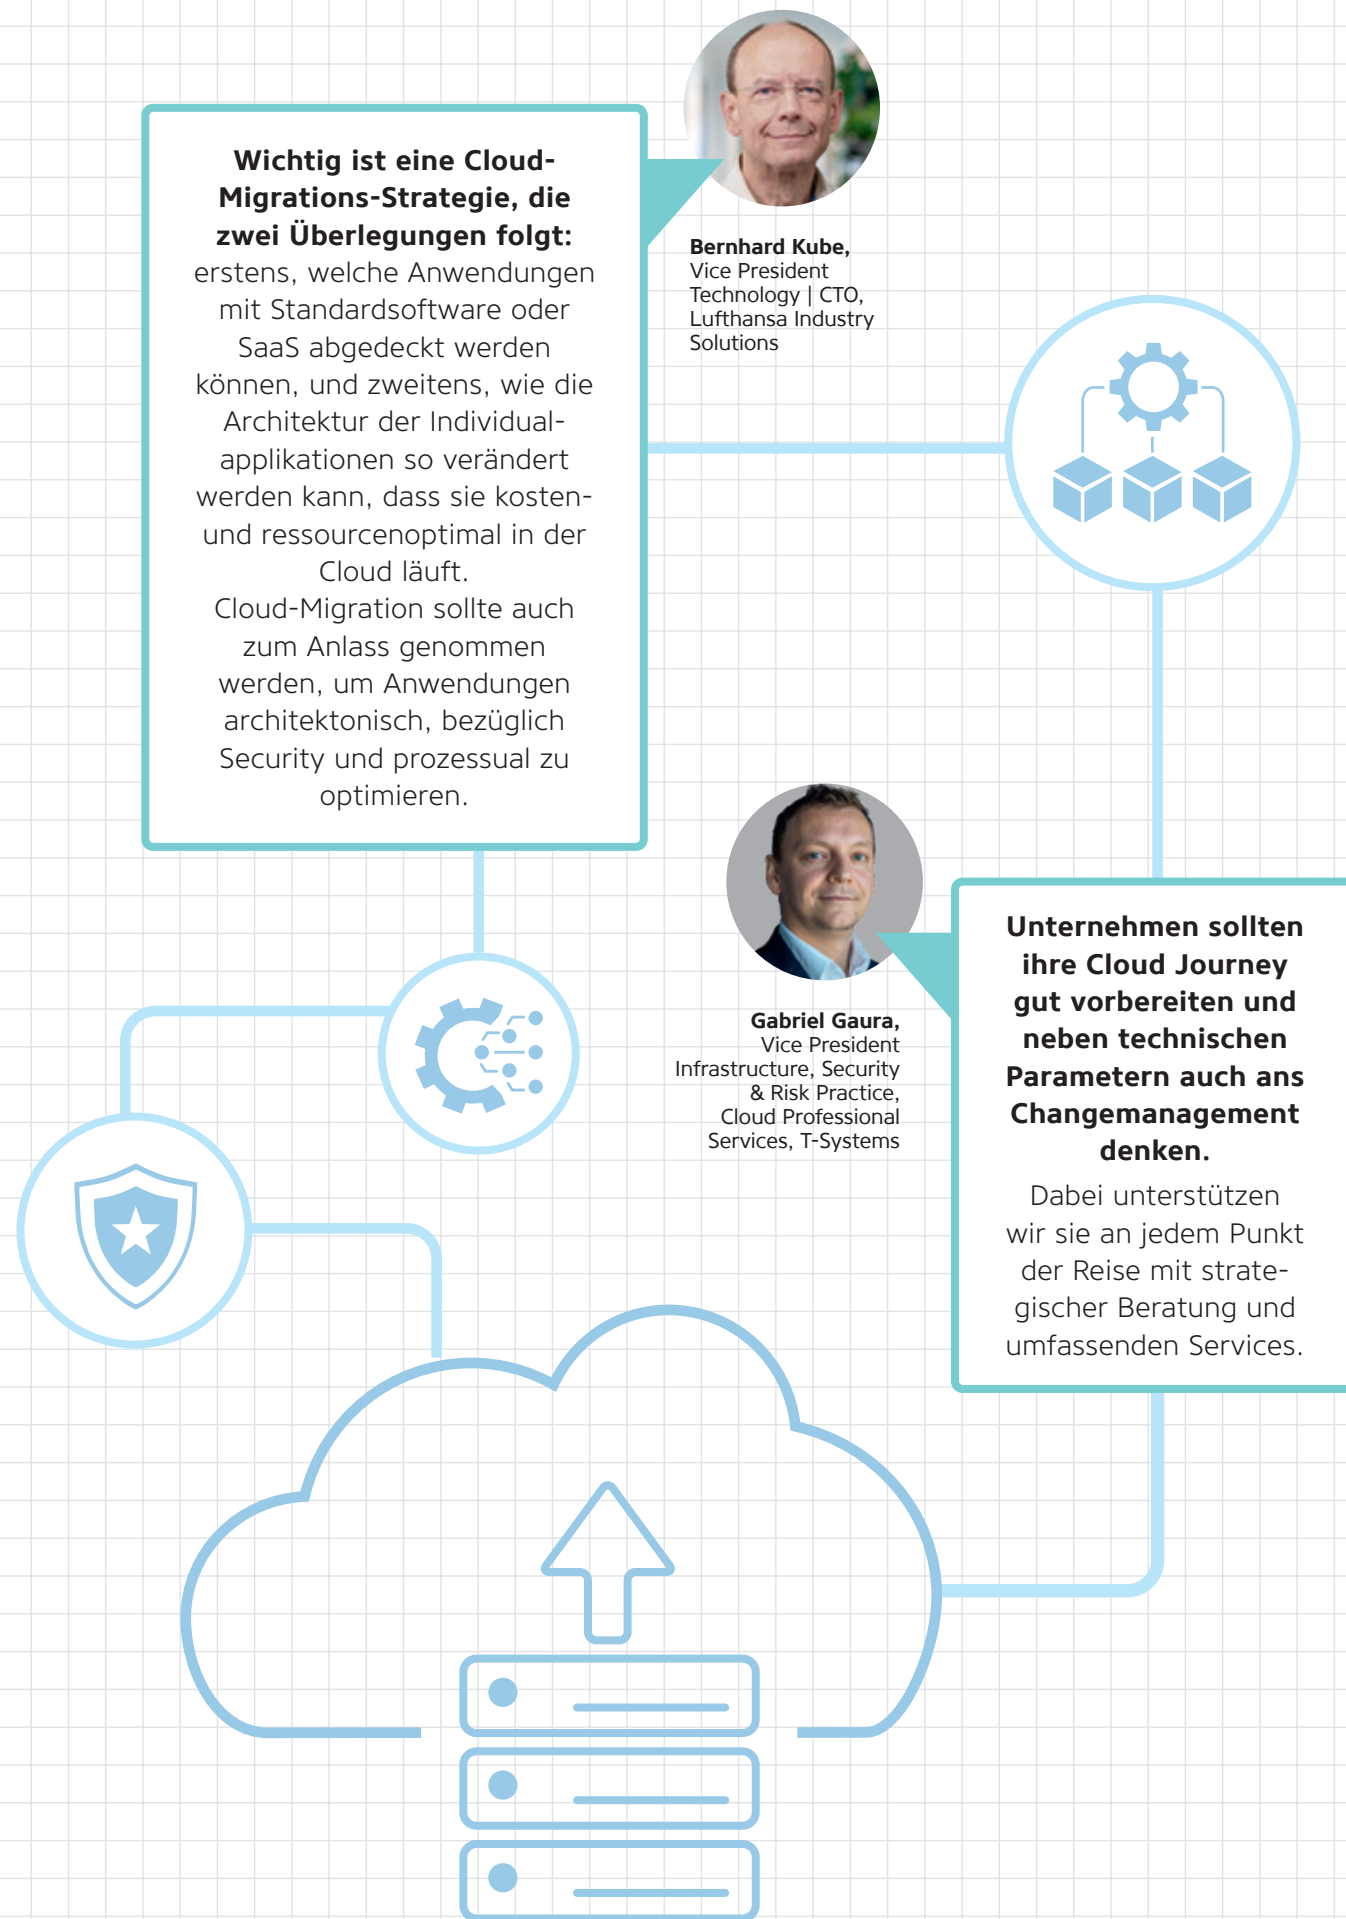 Wichtig ist eine Cloud-
Migrations-Strategie, die
zwei Überlegungen folgt:
erstens, welche Anwendungen
mit Standardsoftware oder
SaaS abgedeckt werden
können, und zweitens, wie die
Architektur der Individual-
applikationen so verändert
werden kann, dass sie kosten-
und ressourcenoptimal in der
Cloud läuft.
Cloud-Migration sollte auch
zum Anlass genommen
werden, um Anwendungen
architektonisch, bezüglich
Security und prozessual zu
optimieren.
Bernhard Kube,
Vice President
Technology | CTO,
Lufthansa Industry
Solutions
Gabriel Gaura,
Vice President
Infrastructure, Security
& Risk Practice,
Cloud Professional
Services, T-Systems
Unternehmen sollten
ihre Cloud Journey
gut vorbereiten und
neben technischen
Parametern auch ans
Changemanagement
denken.
Dabei unterstützen
wir sie an jedem Punkt
der Reise mit strate-
gischer Beratung und
umfassenden Services.